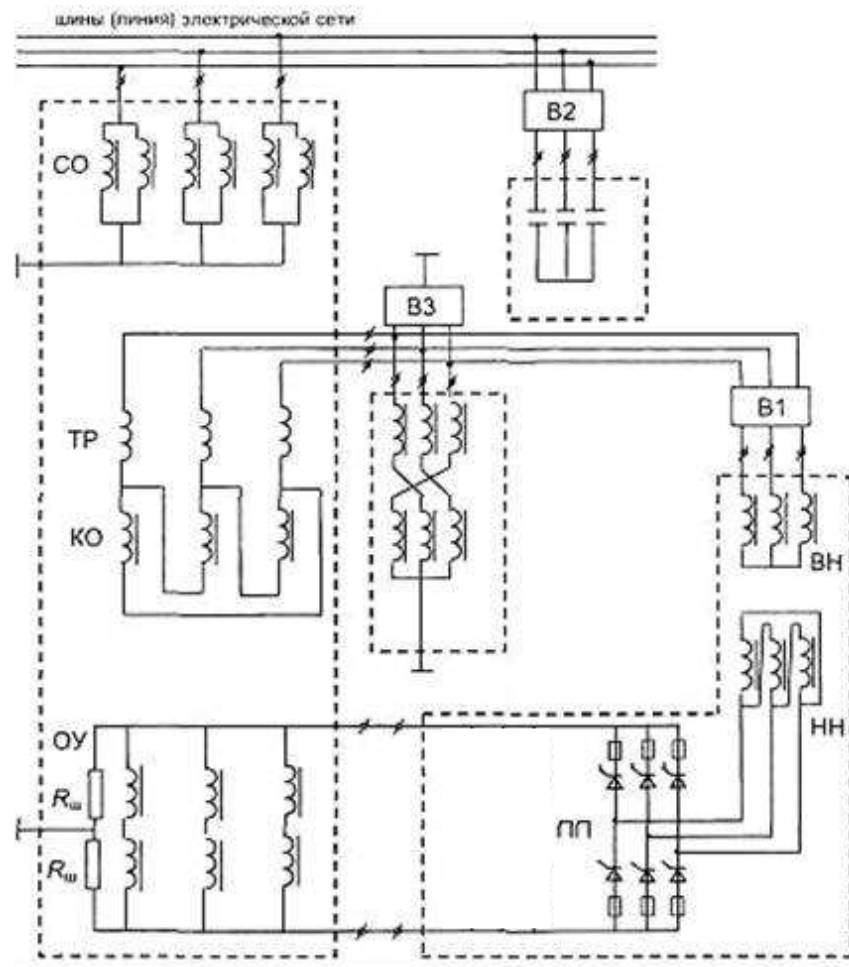 шины (линия) электрической сети
В2
СО
В3
В1
ТР
КО
ВН
НН
ОУ
Rш
ПП
Rш